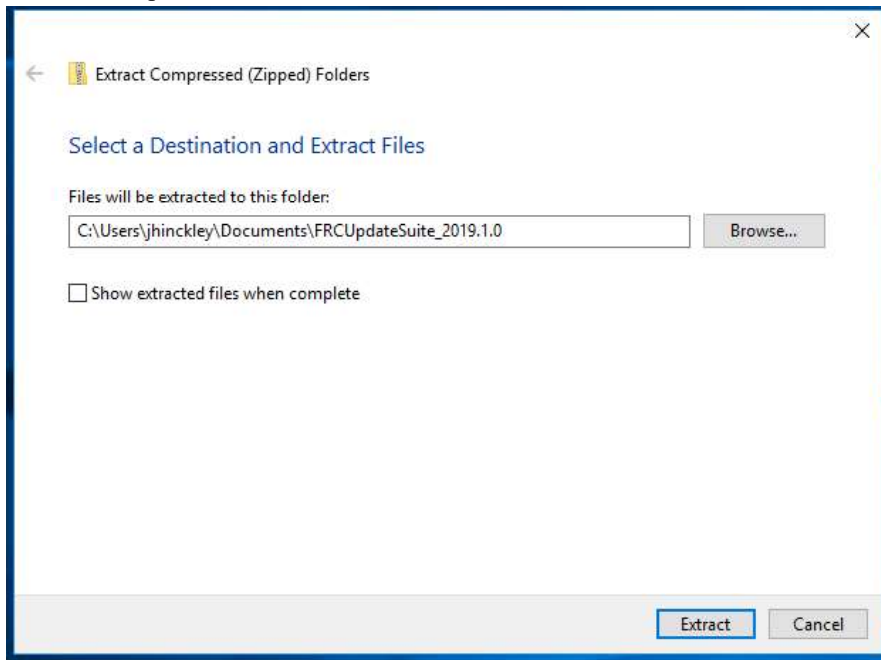 Extract Compressed (Zipped) Folders
Select a Destination and Extract Files
Files will be extracted to this folder:
C:\Users\jhinckley\Documents\FRCUpdateSuite_2019.1.0
Browse...
Show extracted files when complete
Extract
Cancel